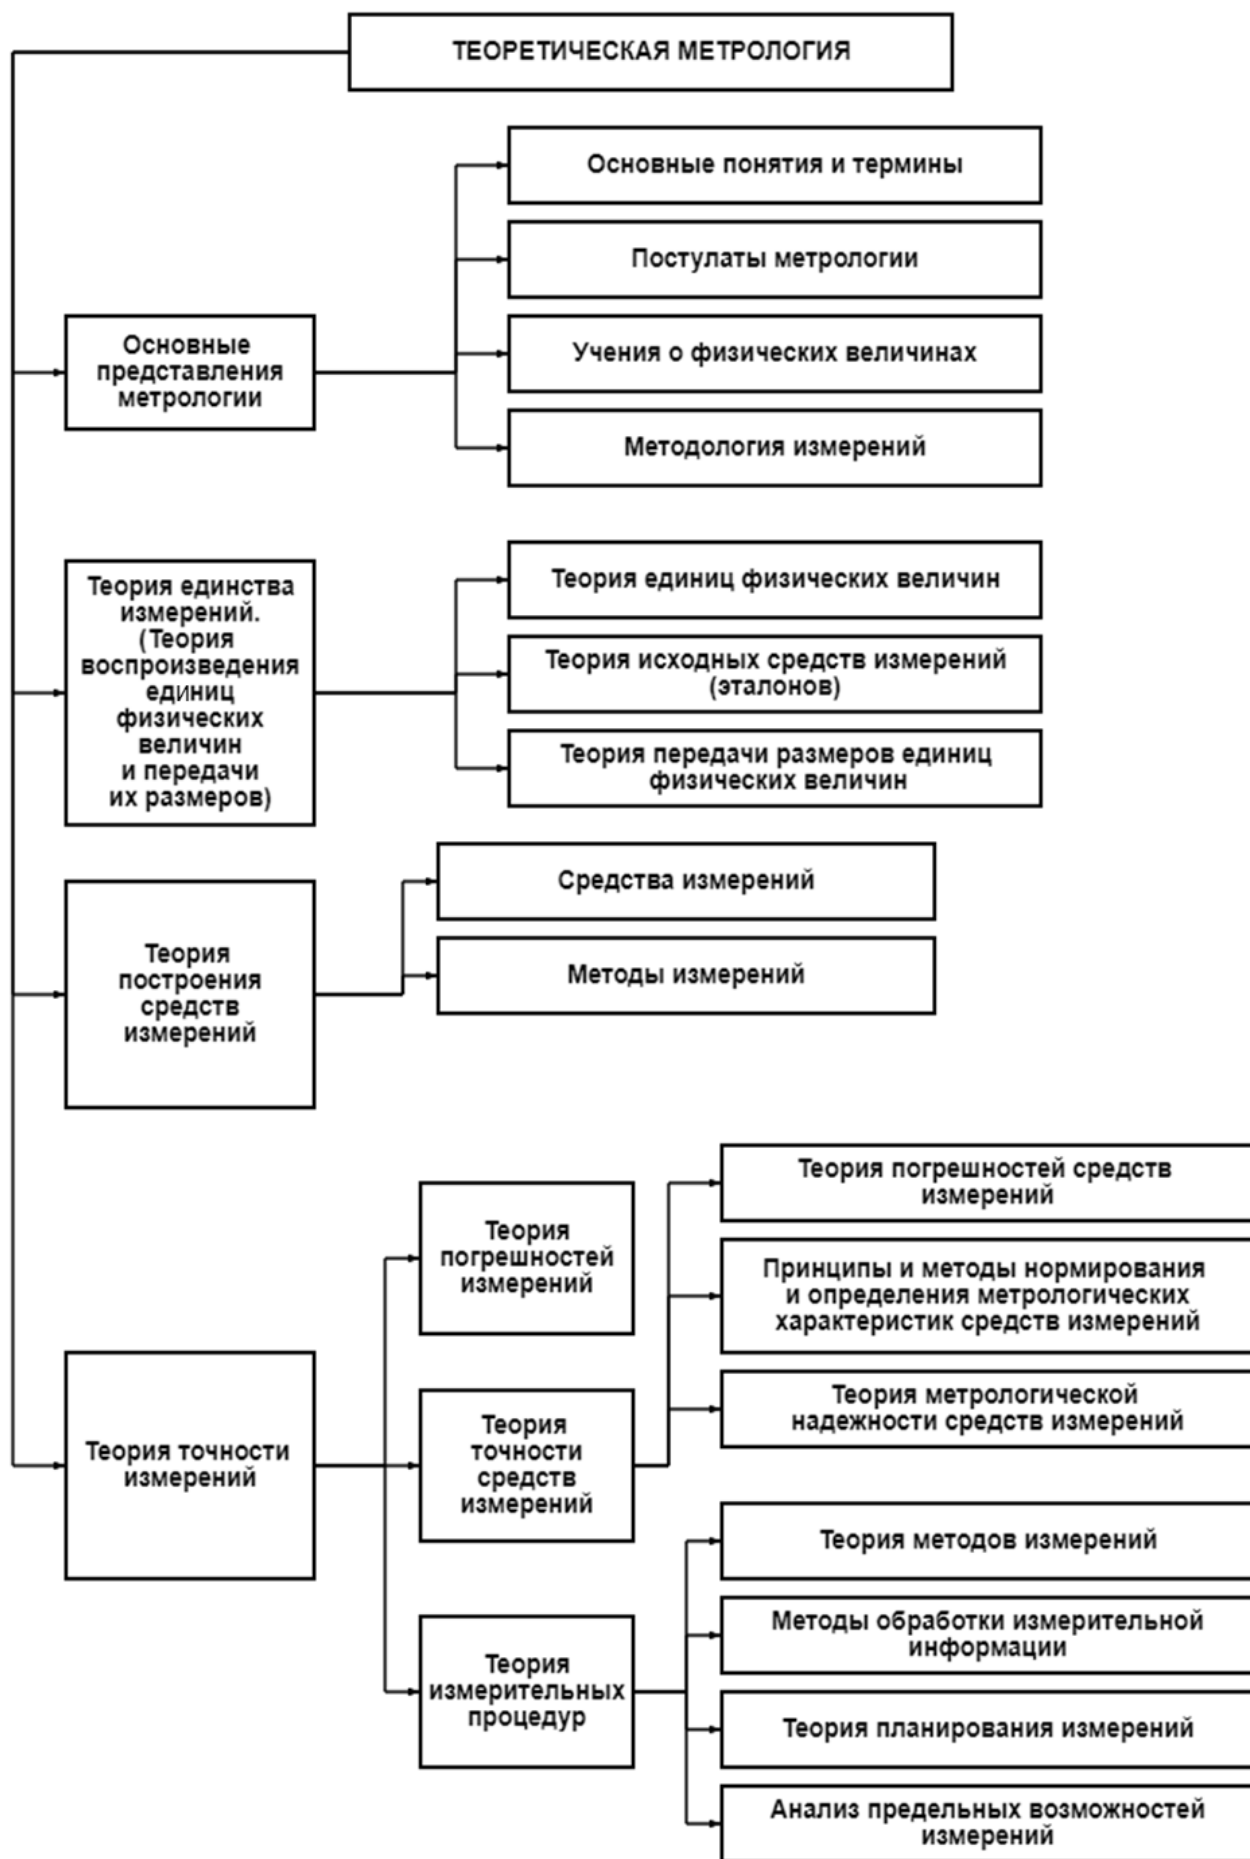 ТЕОРЕТИЧЕСКАЯ МЕТРОЛОГИЯ
Основные
представления
метрологии
Основные понятия и термины
Постулаты метрологии
Учения о физических величинах
Методология измерений
Теория единства
измерений.
(Теория
воспроизведения
единиц
физических
величин
и передачи
их размеров)
Теория единиц физических величин
Теория исходных средств измерений
(эталонов)
Теория передачи размеров единиц
физических величин
Теория
построения
средств
измерений
Средства измерений
Методы измерений
Теория точности
измерений
Теория
погрешностей
измерений
Теория
точности
средств
измерений
Теория погрешностей средств
измерений
Принципы и методы нормирования
и определения метрологических
характеристик средств измерений
Теория метрологической
надежности средств измерений
Теория
измерительных
процедур
Теория методов измерений
Методы обработки измерительной
информации
Теория планирования измерений
Анализ предельных возможностей
измерений